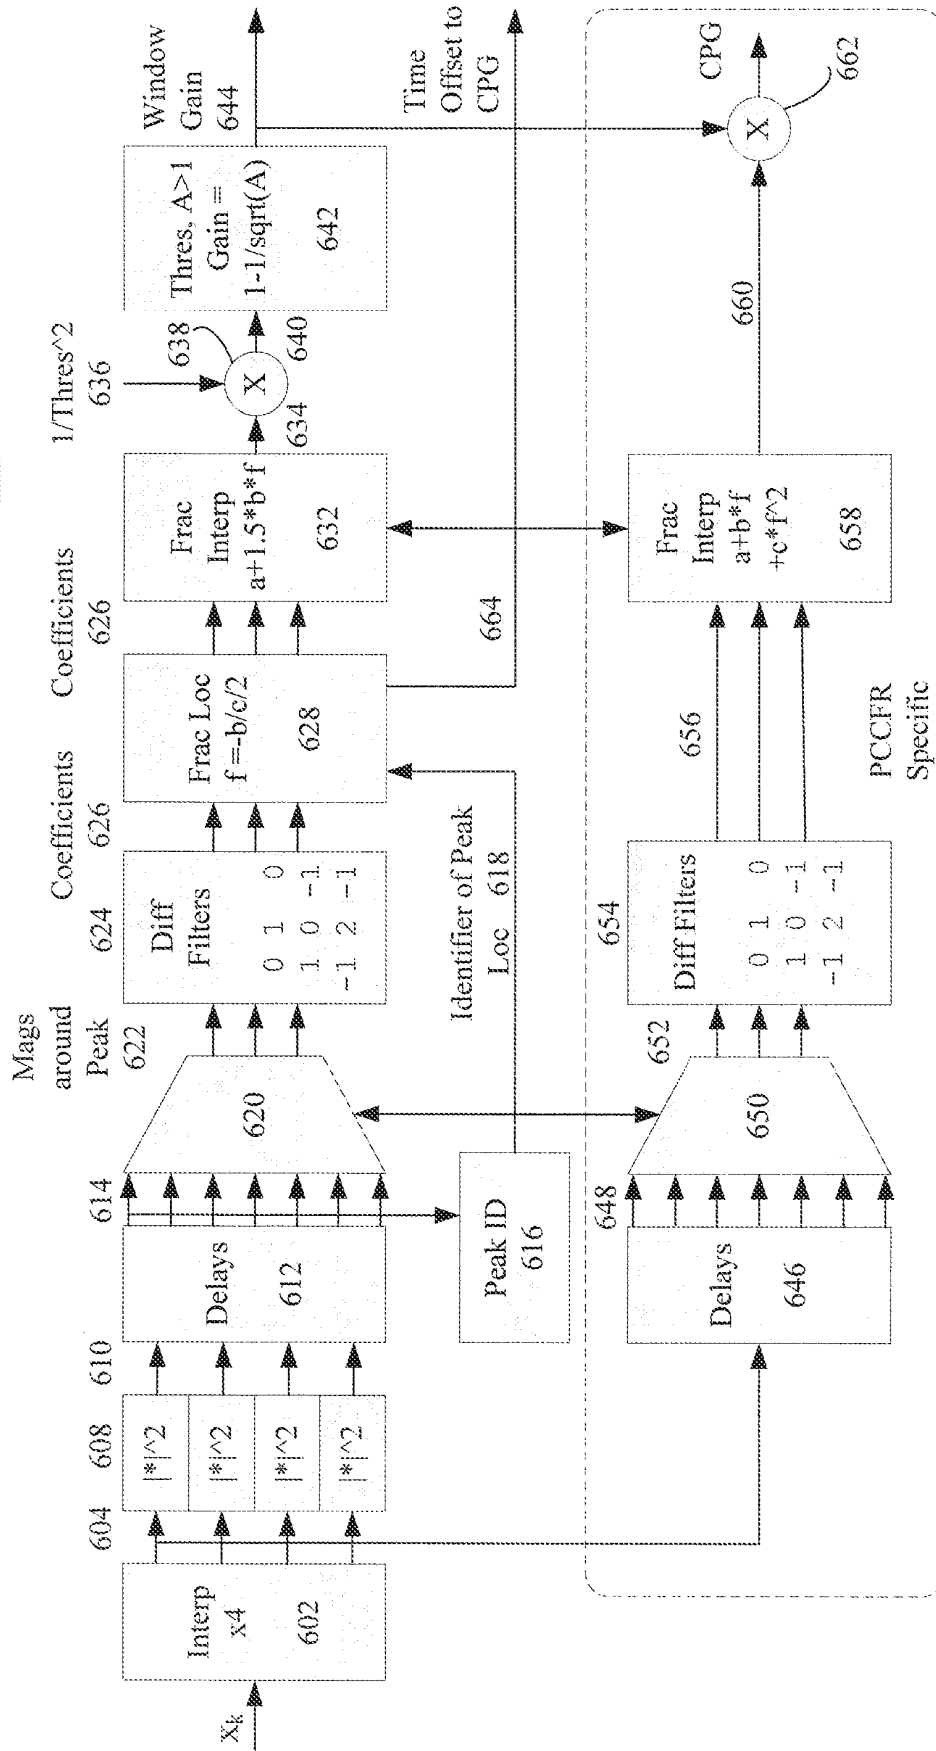 x_k
Interp
x4
602
604
|*|^2
|*|^2
|*|^2
|*|^2
608
610
Delays
612
614
Peak ID
616
620
Mags
around
Peak
622
Diff
Filters
0 1 0
1 0 -1
-1 2 -1
624
Coefficients
626
Identifier of Peak
Loc 618
Frac Loc
f=-b/c/2
628
Coefficients
626
Frac
Interp
a+1.5*b*f
632
634
1/Thres^2
636
X
638
640
Thres, A>1
Gain =
1-1/sqrt(A)
642
Window
Gain
644
664
Time
Offset to
CPG
Delays
646
648
650
652
Diff Filters
0 1 0
1 0 -1
-1 2 -1
654
656
Frac
Interp
a+b*f
+c*f^2
658
660
X
662
CPG
PCCFR
Specific